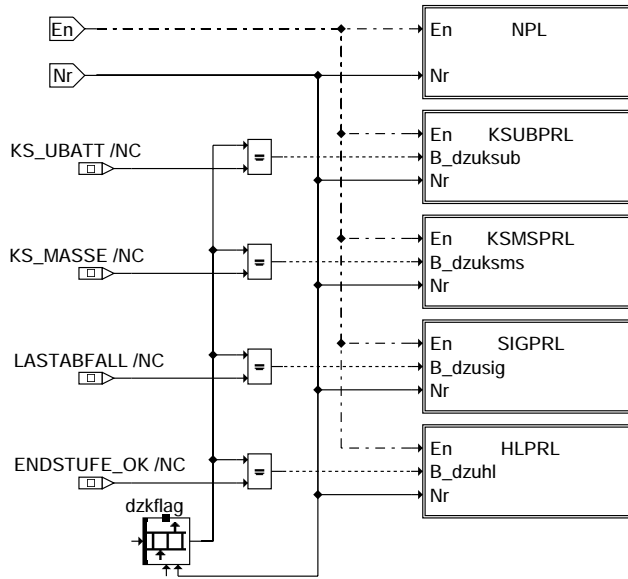 En
En NPL
Nr
Nr
KS_UBATT /NC
=
En KSUBPRL
B_dzuksub
Nr
KS_MASSE /NC
=
En KSMSPRL
B_dzuksms
Nr
LASTABFALL /NC
=
En SIGPRL
B_dzusig
Nr
ENDSTUFE_OK /NC
=
En HLPRL
B_dzuhl
Nr
dzkflag